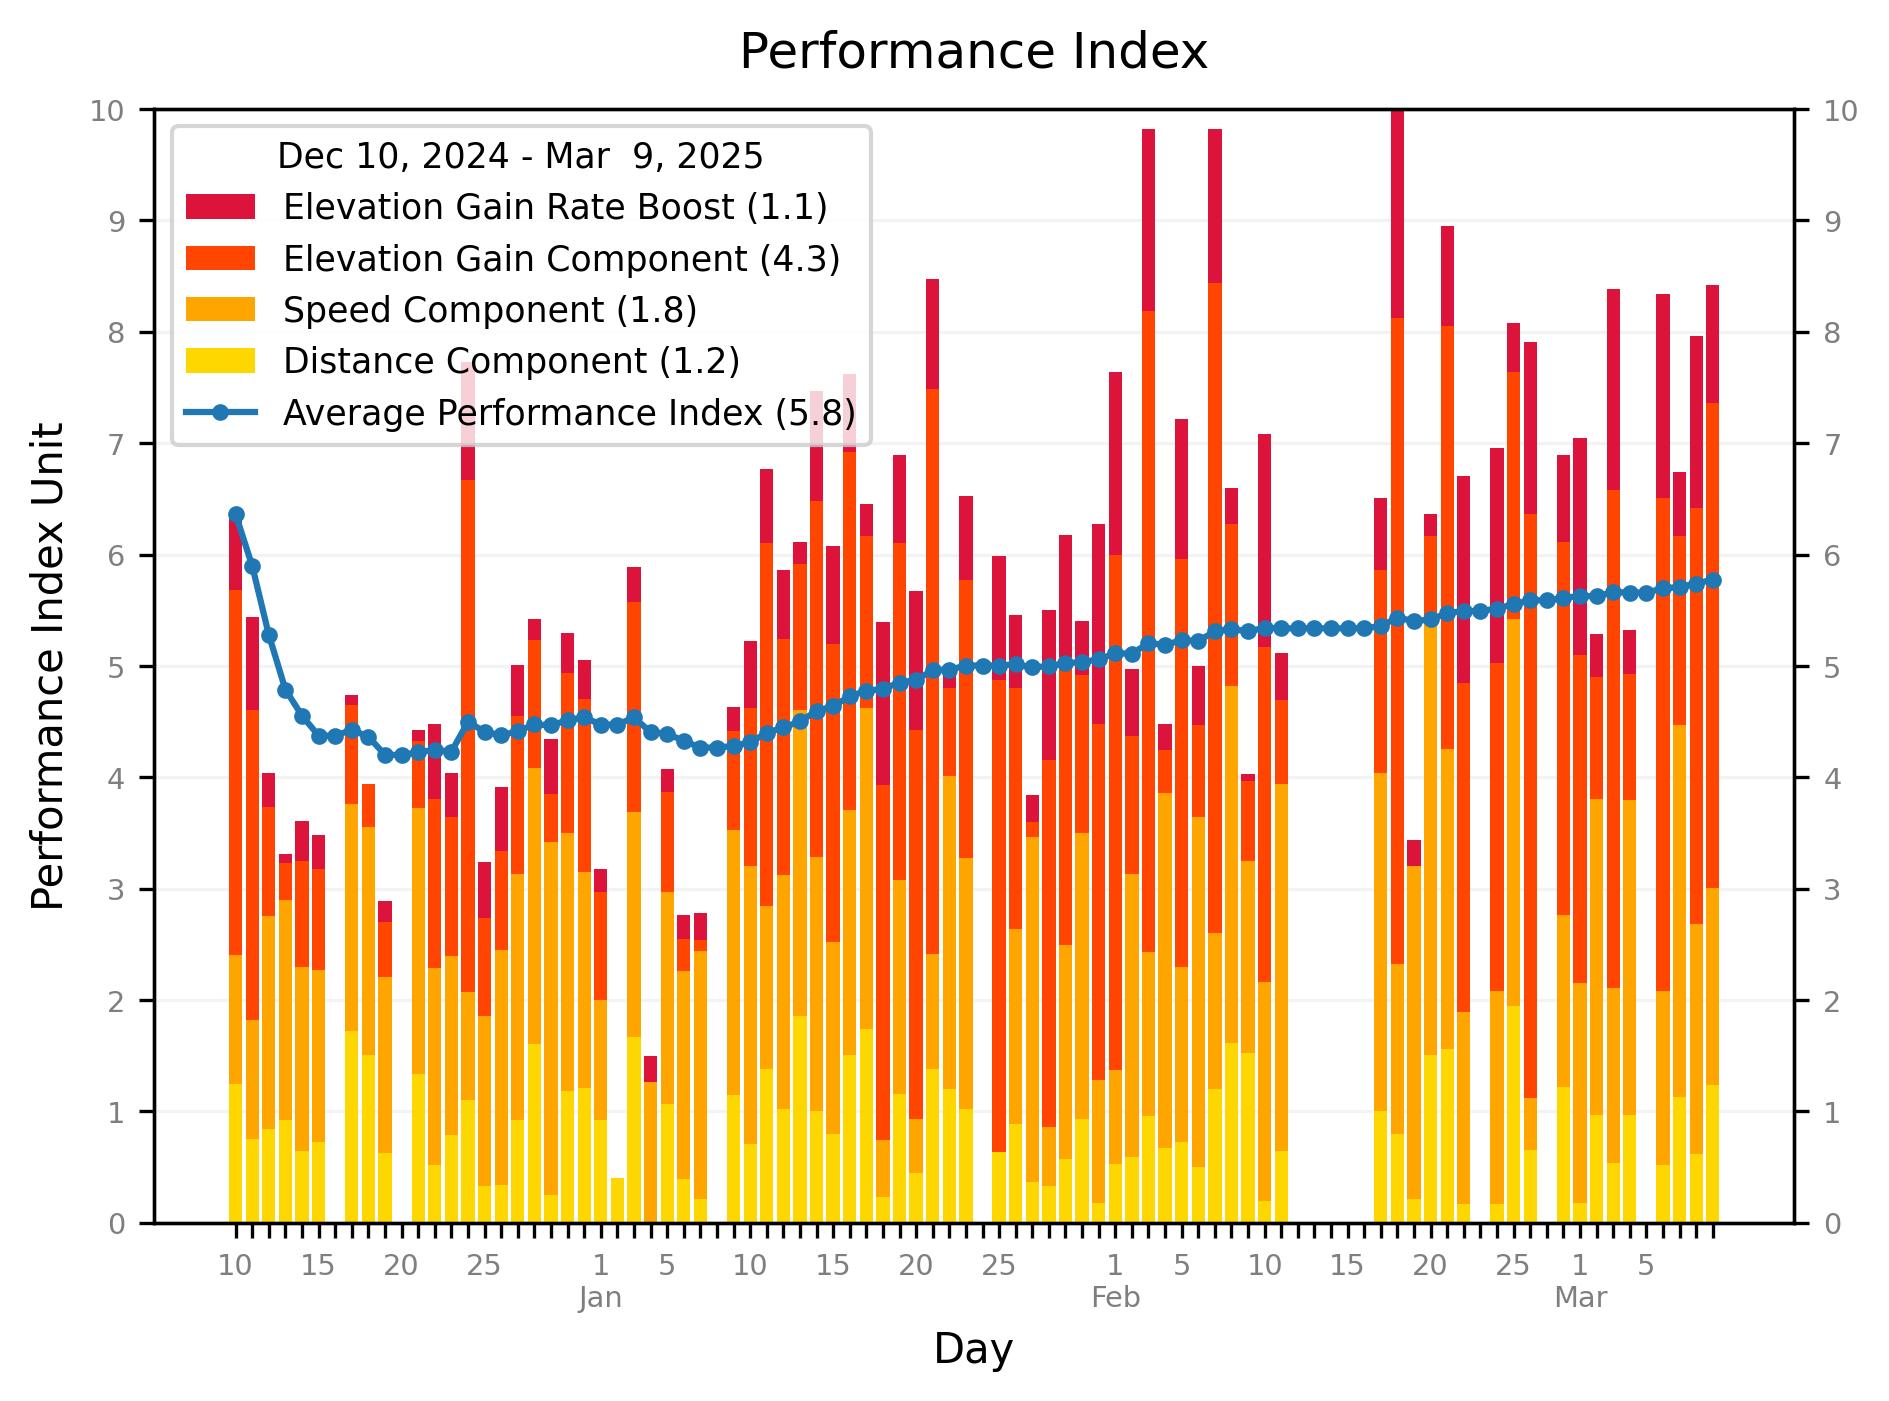 Performance Index
Dec 10, 2024 - Mar  9, 2025
Elevation Gain Rate Boost (1.1)
Elevation Gain Component (4.3)
Speed Component (1.8)
Distance Component (1.2)
Average Performance Index (5.8)
Performance Index Unit
10 10
9 9
8 8
7 7
6 6
5 5
4 4
3 3
2 2
1 1
0 0
10 15 20 25 1 5 10 15 20 25 1 5 10 15 20 25 1 5
Jan Feb Mar
Day